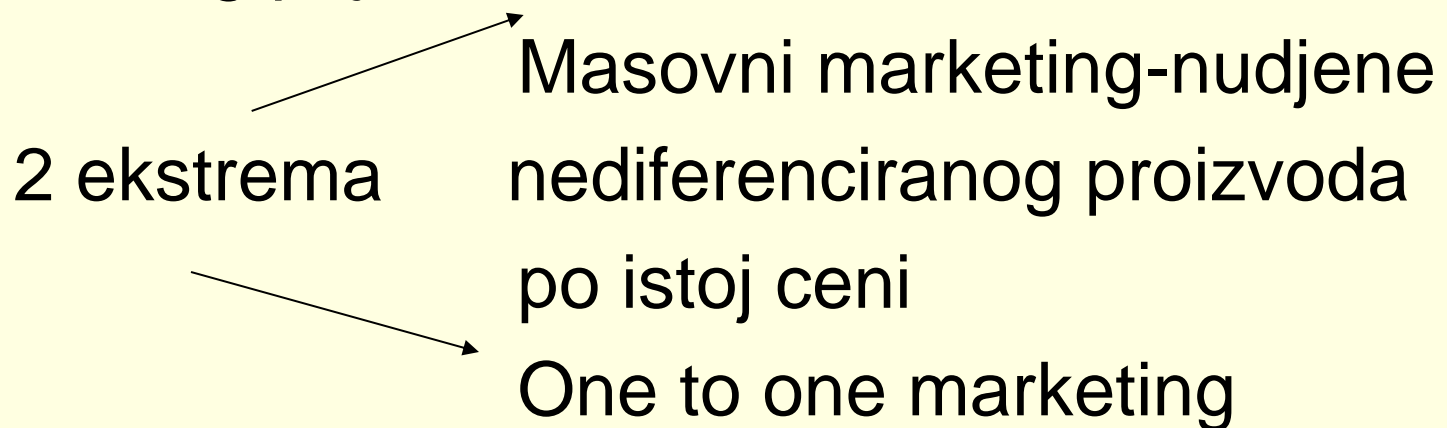 Masovni marketing-nudjene
2 ekstrema nediferenciranog proizvoda
po istoj ceni
One to one marketing